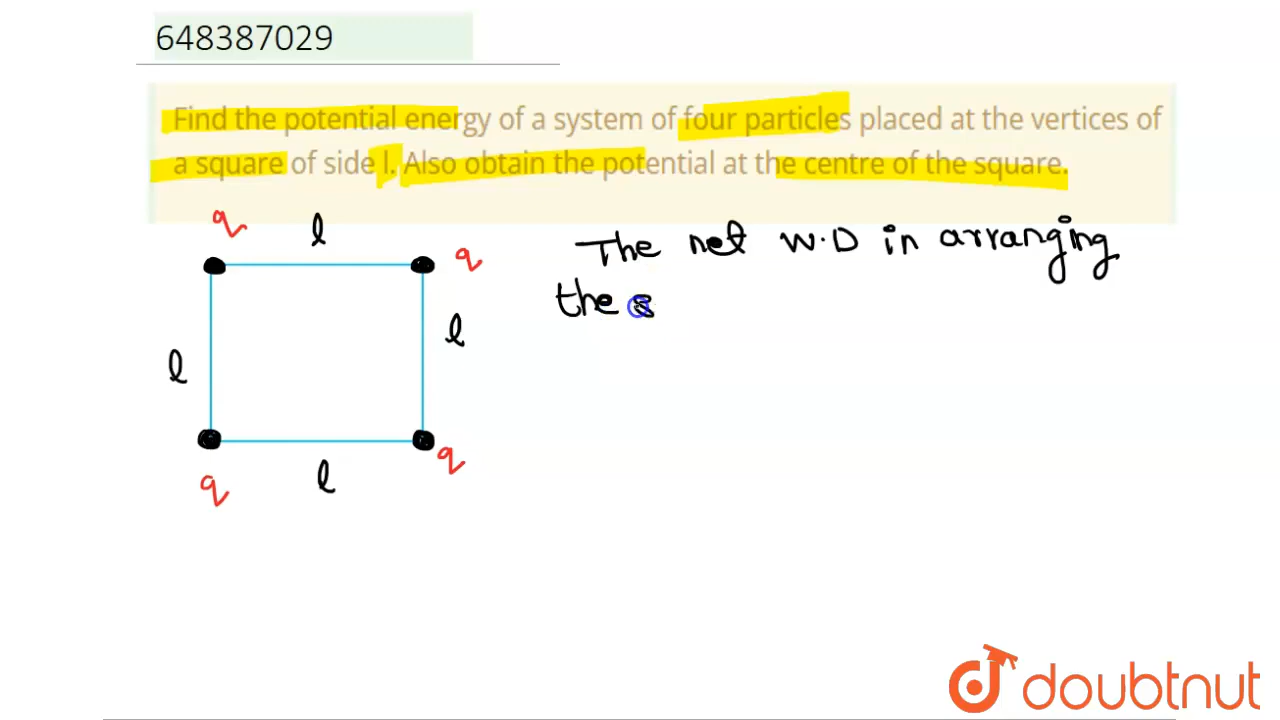 648387029
Find the potential energy of a system of four particles placed at the vertices of
a square of side l. Also obtain the potential at the centre of the square.
q
l
q
The net W.D in arranging
the s
l
l
q
l
q
doubtnut